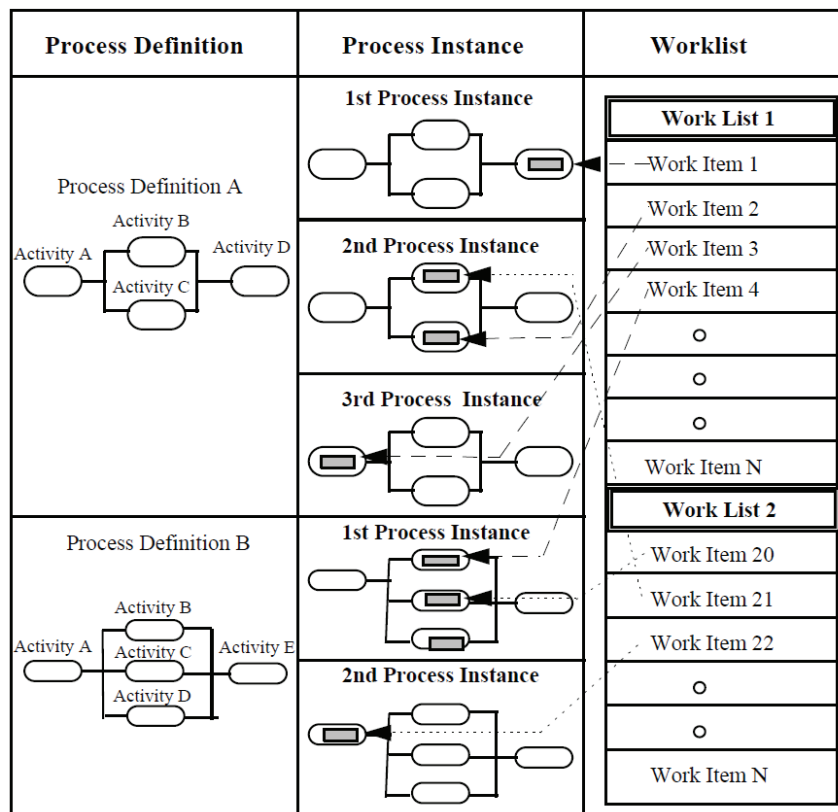 Process Definition
Process Instance
Worklist
Process Definition A
Activity A
Activity B
Activity C
Activity D
1st Process Instance
2nd Process Instance
3rd Process Instance
Process Definition B
Activity A
Activity B
Activity C
Activity D
Activity E
1st Process Instance
2nd Process Instance
Work List 1
Work Item 1
Work Item 2
Work Item 3
Work Item 4
Work Item N
Work List 2
Work Item 20
Work Item 21
Work Item 22
Work Item N